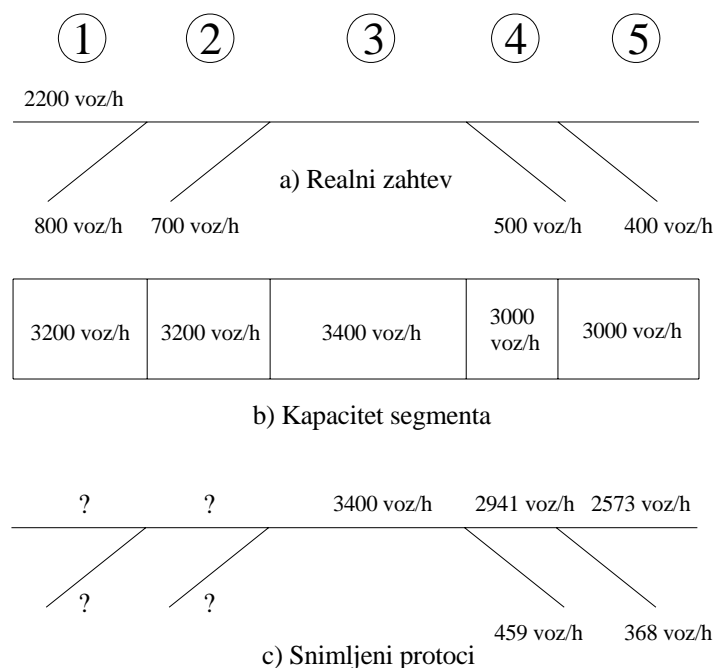 1 2 3 4 5
2200 voz/h
a) Realni zahtev
800 voz/h 700 voz/h 500 voz/h 400 voz/h
3200 voz/h 3200 voz/h 3400 voz/h 3000 voz/h 3000 voz/h
b) Kapacitet segmenta
? ? 3400 voz/h 2941 voz/h 2573 voz/h
? ?
459 voz/h 368 voz/h
c) Snimljeni protoci